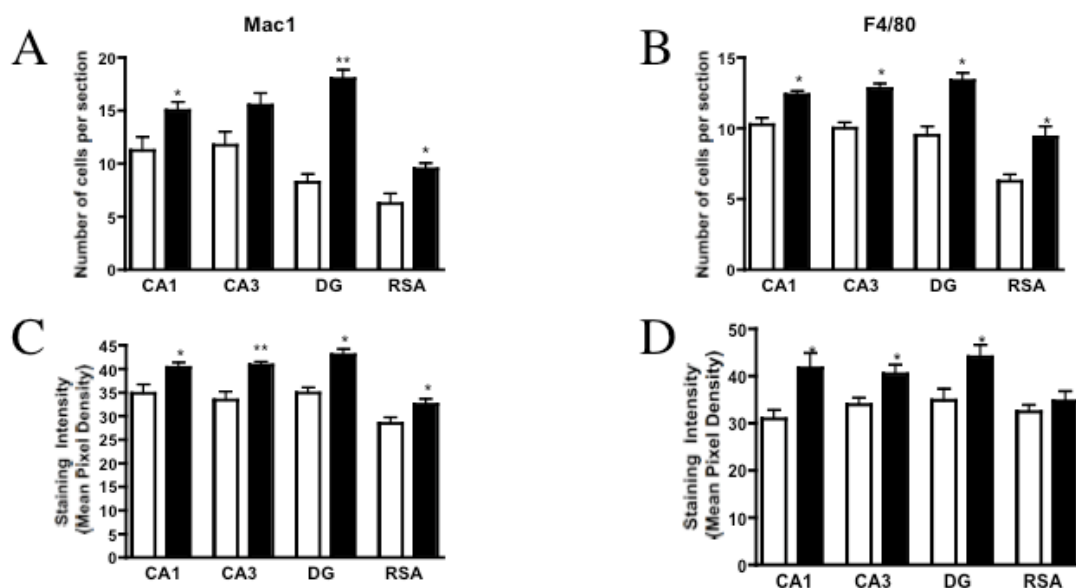 A
Mac1
Number of cells per section
20
15
10
5
0
*
**
*
CA1 CA3 DG RSA
B
F4/80
Number of cells per section
15
10
5
0
*
*
*
*
CA1 CA3 DG RSA
C
Staining Intensity
(Mean Pixel Density)
45
40
35
30
25
20
15
10
5
0
*
**
*
*
CA1 CA3 DG RSA
D
Staining Intensity
(Mean Pixel Density)
50
40
30
20
10
0
*
*
*
CA1 CA3 DG RSA